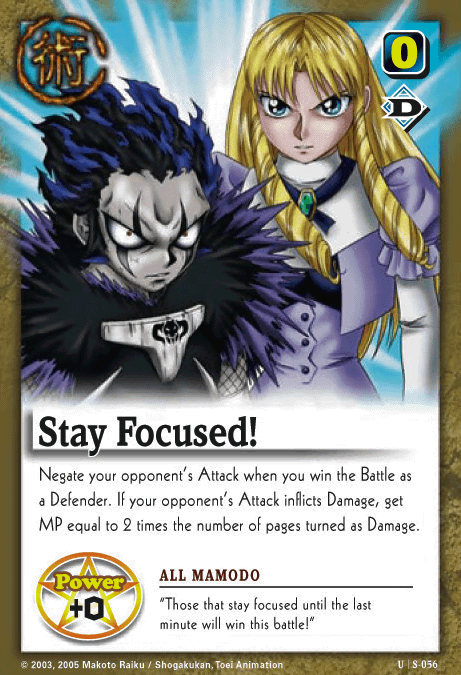 術
0
D
Stay Focused!
Negate your opponent's Attack when you win the Battle as
a Defender. If your opponent's Attack inflicts Damage, get
MP equal to 2 times the number of pages turned as Damage.
Power
+0
ALL MAMODO
"Those that stay focused until the last
minute will win this battle!"
© 2003, 2005 Makoto Raiku / Shogakukan, Toei Animation
U | S-056